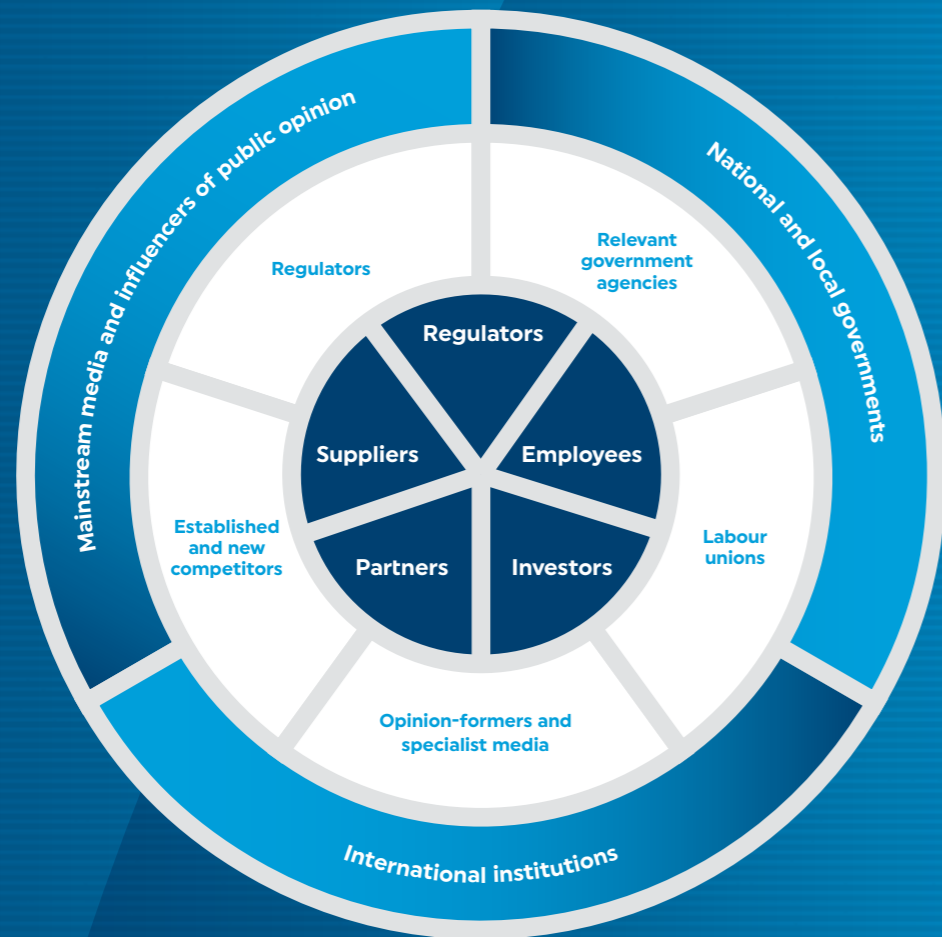 Mainstream media and influencers of public opinion
National and local governments
Regulators
Relevant
government
agencies
Regulators
Suppliers
Employees
Established
and new
competitors
Partners
Investors
Labour
unions
Opinion-formers and
specialist media
International institutions